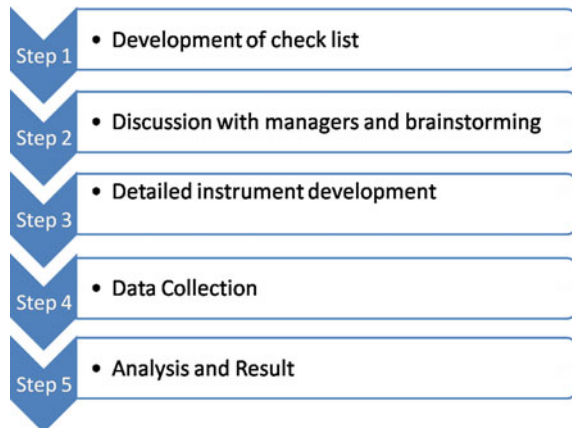 Step 1
• Development of check list
Step 2
• Discussion with managers and brainstorming
Step 3
• Detailed instrument development
Step 4
• Data Collection
Step 5
• Analysis and Result